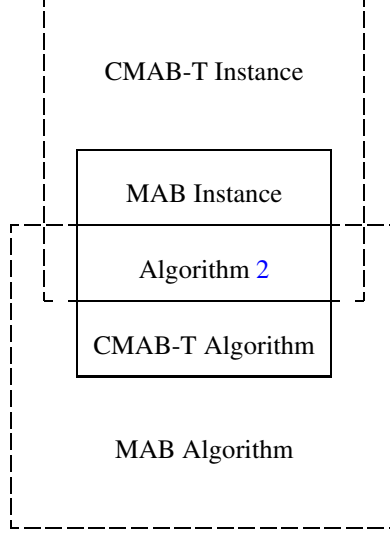 CMAB-T Instance
MAB Instance
Algorithm 2
CMAB-T Algorithm
MAB Algorithm